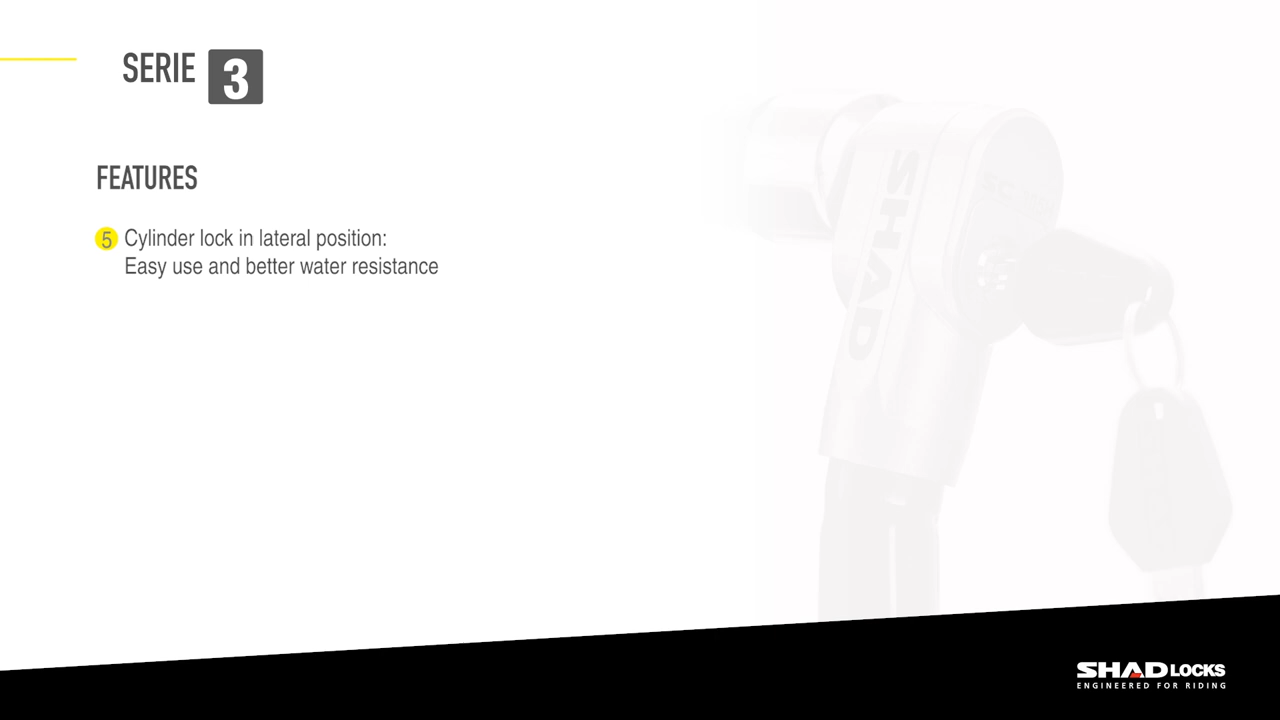 SERIE 3
FEATURES
5 Cylinder lock in lateral position:
Easy use and better water resistance
SHAD
SHAD LOCKS
ENGINEERED FOR RIDING